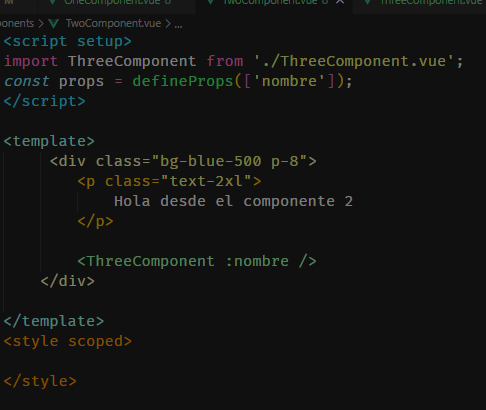 OneComponent.vue U TwoComponent.vue U ThreeComponent.vue
ponents > TwoComponent.vue > ...
<script setup>
import ThreeComponent from './ThreeComponent.vue';
const props = defineProps(['nombre']);
</script>
<template>
<div class="bg-blue-500 p-8">
<p class="text-2xl">
Hola desde el componente 2
</p>
<ThreeComponent :nombre />
</div>
</template>
<style scoped>
</style>